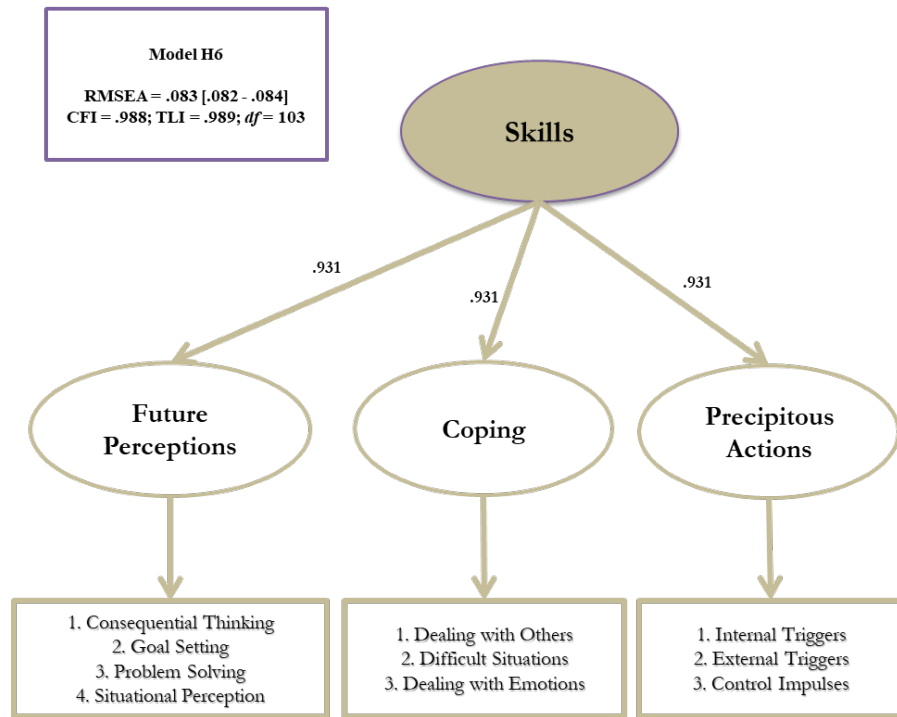 Model H6
RMSEA = .083 [.082 - .084]
CFI = .988; TLI = .989; df = 103
Skills
.931
.931
.931
Future
Perceptions
Coping
Precipitous
Actions
1. Consequential Thinking
2. Goal Setting
3. Problem Solving
4. Situational Perception
1. Dealing with Others
2. Difficult Situations
3. Dealing with Emotions
1. Internal Triggers
2. External Triggers
3. Control Impulses